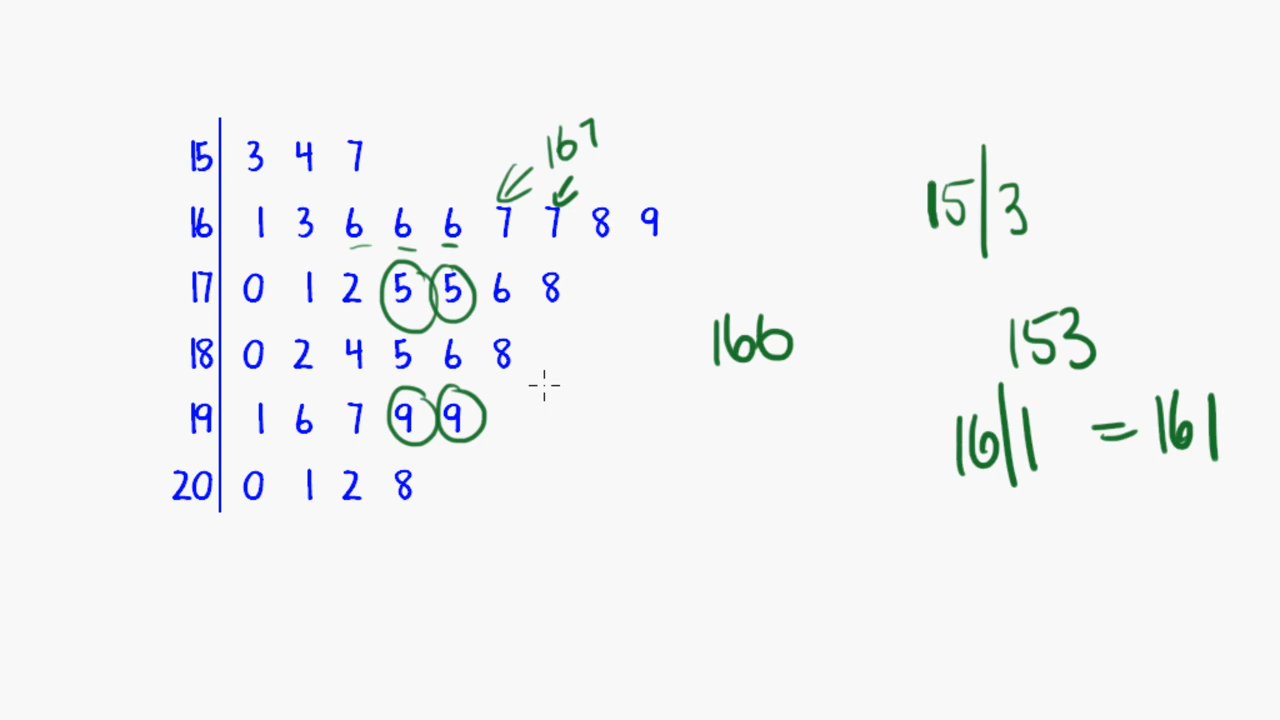 167
15 | 3 4 7
16 | 1 3 6 6 6 7 7 8 9
17 | 0 1 2 5 5 6 8
18 | 0 2 4 5 6 8
19 | 1 6 7 9 9
20 | 0 1 2 8
166
15|3
153
16|1 = 161